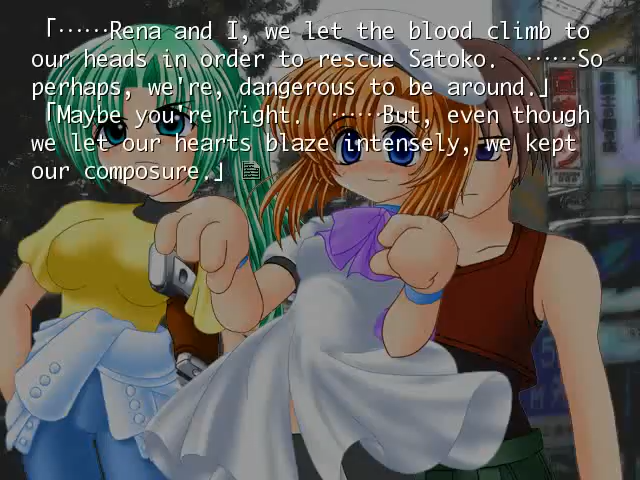 「……Rena and I, we let the blood climb to
our heads in order to rescue Satoko.  ……So
perhaps, we're, dangerous to be around.」
「Maybe you're right.  ……But, even though
we let our hearts blaze intensely, we kept
our composure.」